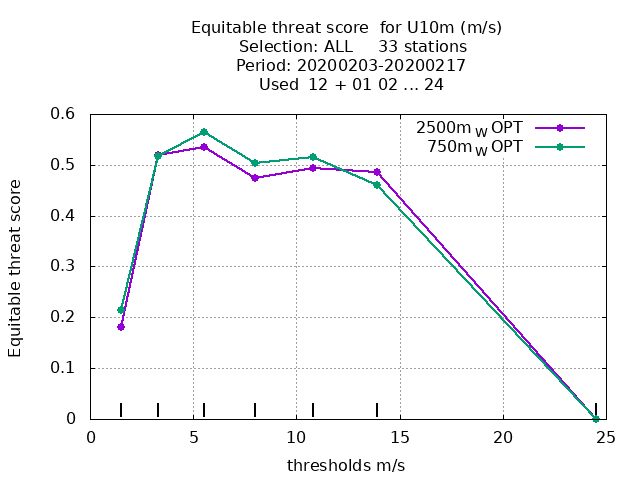 Equitable threat score  for U10m (m/s)
Selection: ALL     33 stations
Period: 20200203-20200217
Used  12 + 01 02 ... 24
2500m W OPT
750m W OPT
Equitable threat score
0.6
0.5
0.4
0.3
0.2
0.1
0
0 5 10 15 20 25
thresholds m/s